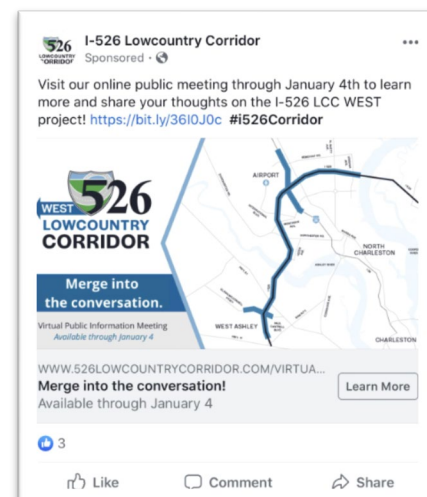 526
LOWCOUNTRY
CORRIDOR
I-526 Lowcountry Corridor
Sponsored ·
Visit our online public meeting through January 4th to learn
more and share your thoughts on the I-526 LCC WEST
project! https://bit.ly/36I0J0c #i526Corridor
WEST 526
LOWCOUNTRY
CORRIDOR
Merge into
the conversation.
Virtual Public Information Meeting
Available through January 4
AIRPORT
NORTH
CHARLESTON
WEST ASHLEY
CHARLESTON
WWW.526LOWCOUNTRYCORRIDOR.COM/VIRTUA...
Merge into the conversation!
Available through January 4
Learn More
3
Like
Comment
Share